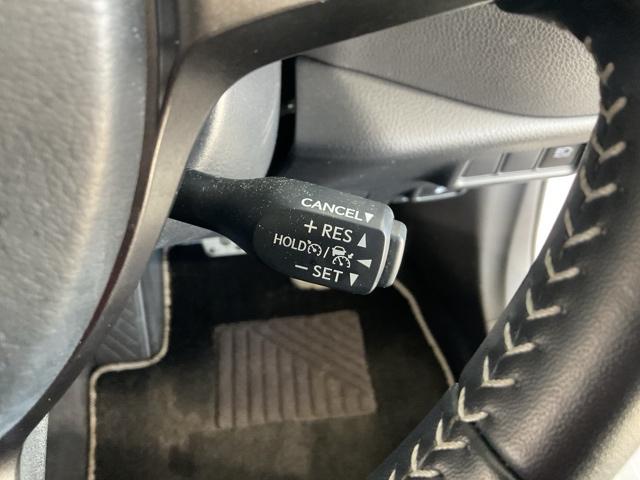 CANCEL▼
+ RES ▲
HOLD /
− SET ▼